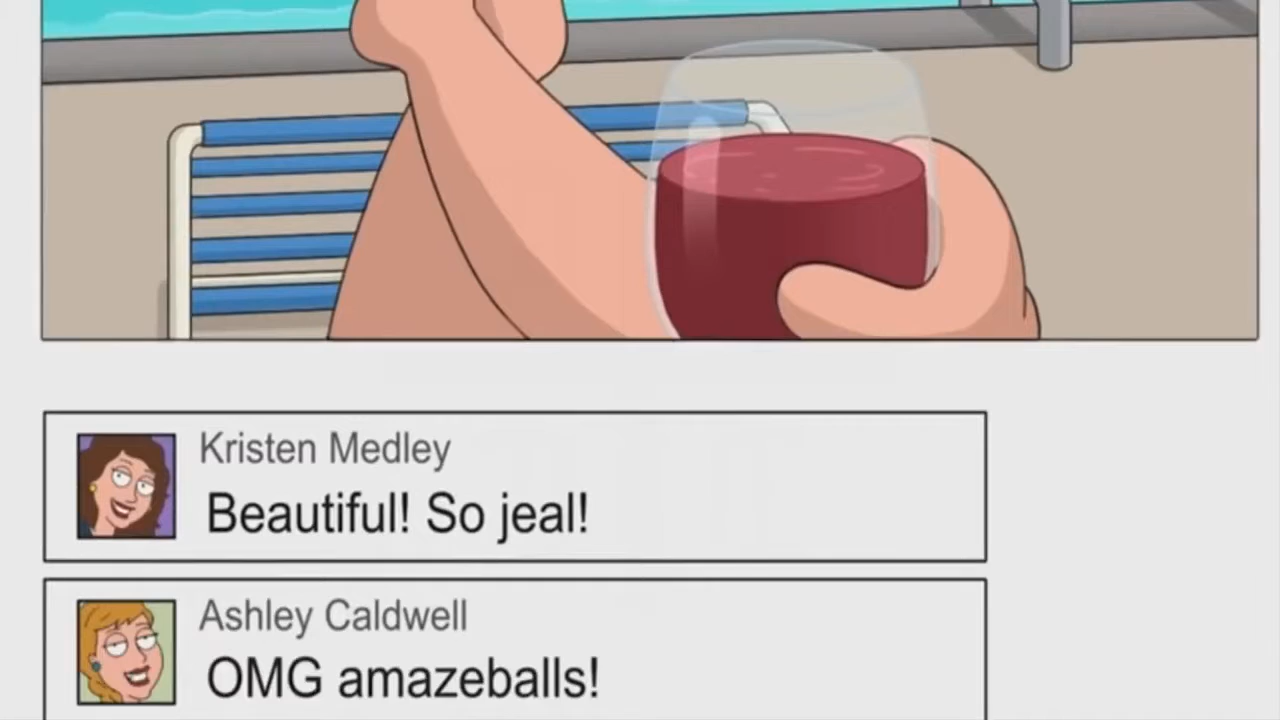 Kristen Medley
Beautiful! So jeal!
Ashley Caldwell
OMG amazeballs!